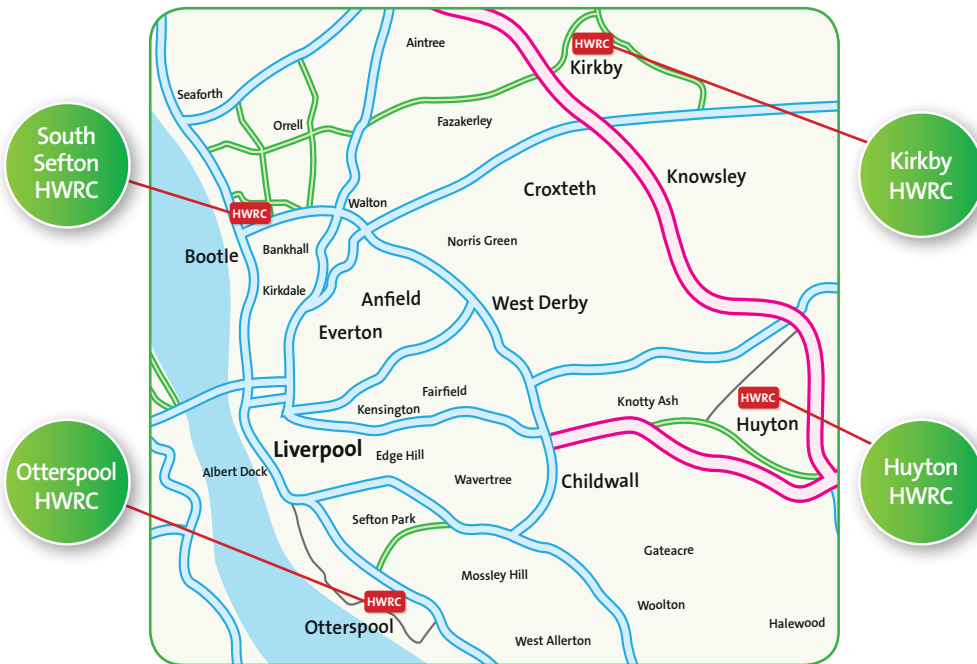 Aintree
HWRC
Kirkby
Seaforth
Orrell
Fazakerley
South
Sefton
HWRC
Kirkby
HWRC
Croxteth
Knowsley
Walton
HWRC
Bootle
Bankhall
Norris Green
Kirkdale
Anfield
West Derby
Everton
Fairfield
Kensington
Knotty Ash
HWRC
Huyton
Liverpool
Edge Hill
Albert Dock
Wavertree
Childwall
Otterspool
HWRC
Huyton
HWRC
Sefton Park
Gateacre
Mossley Hill
HWRC
Otterspool
Woolton
Halewood
West Allerton